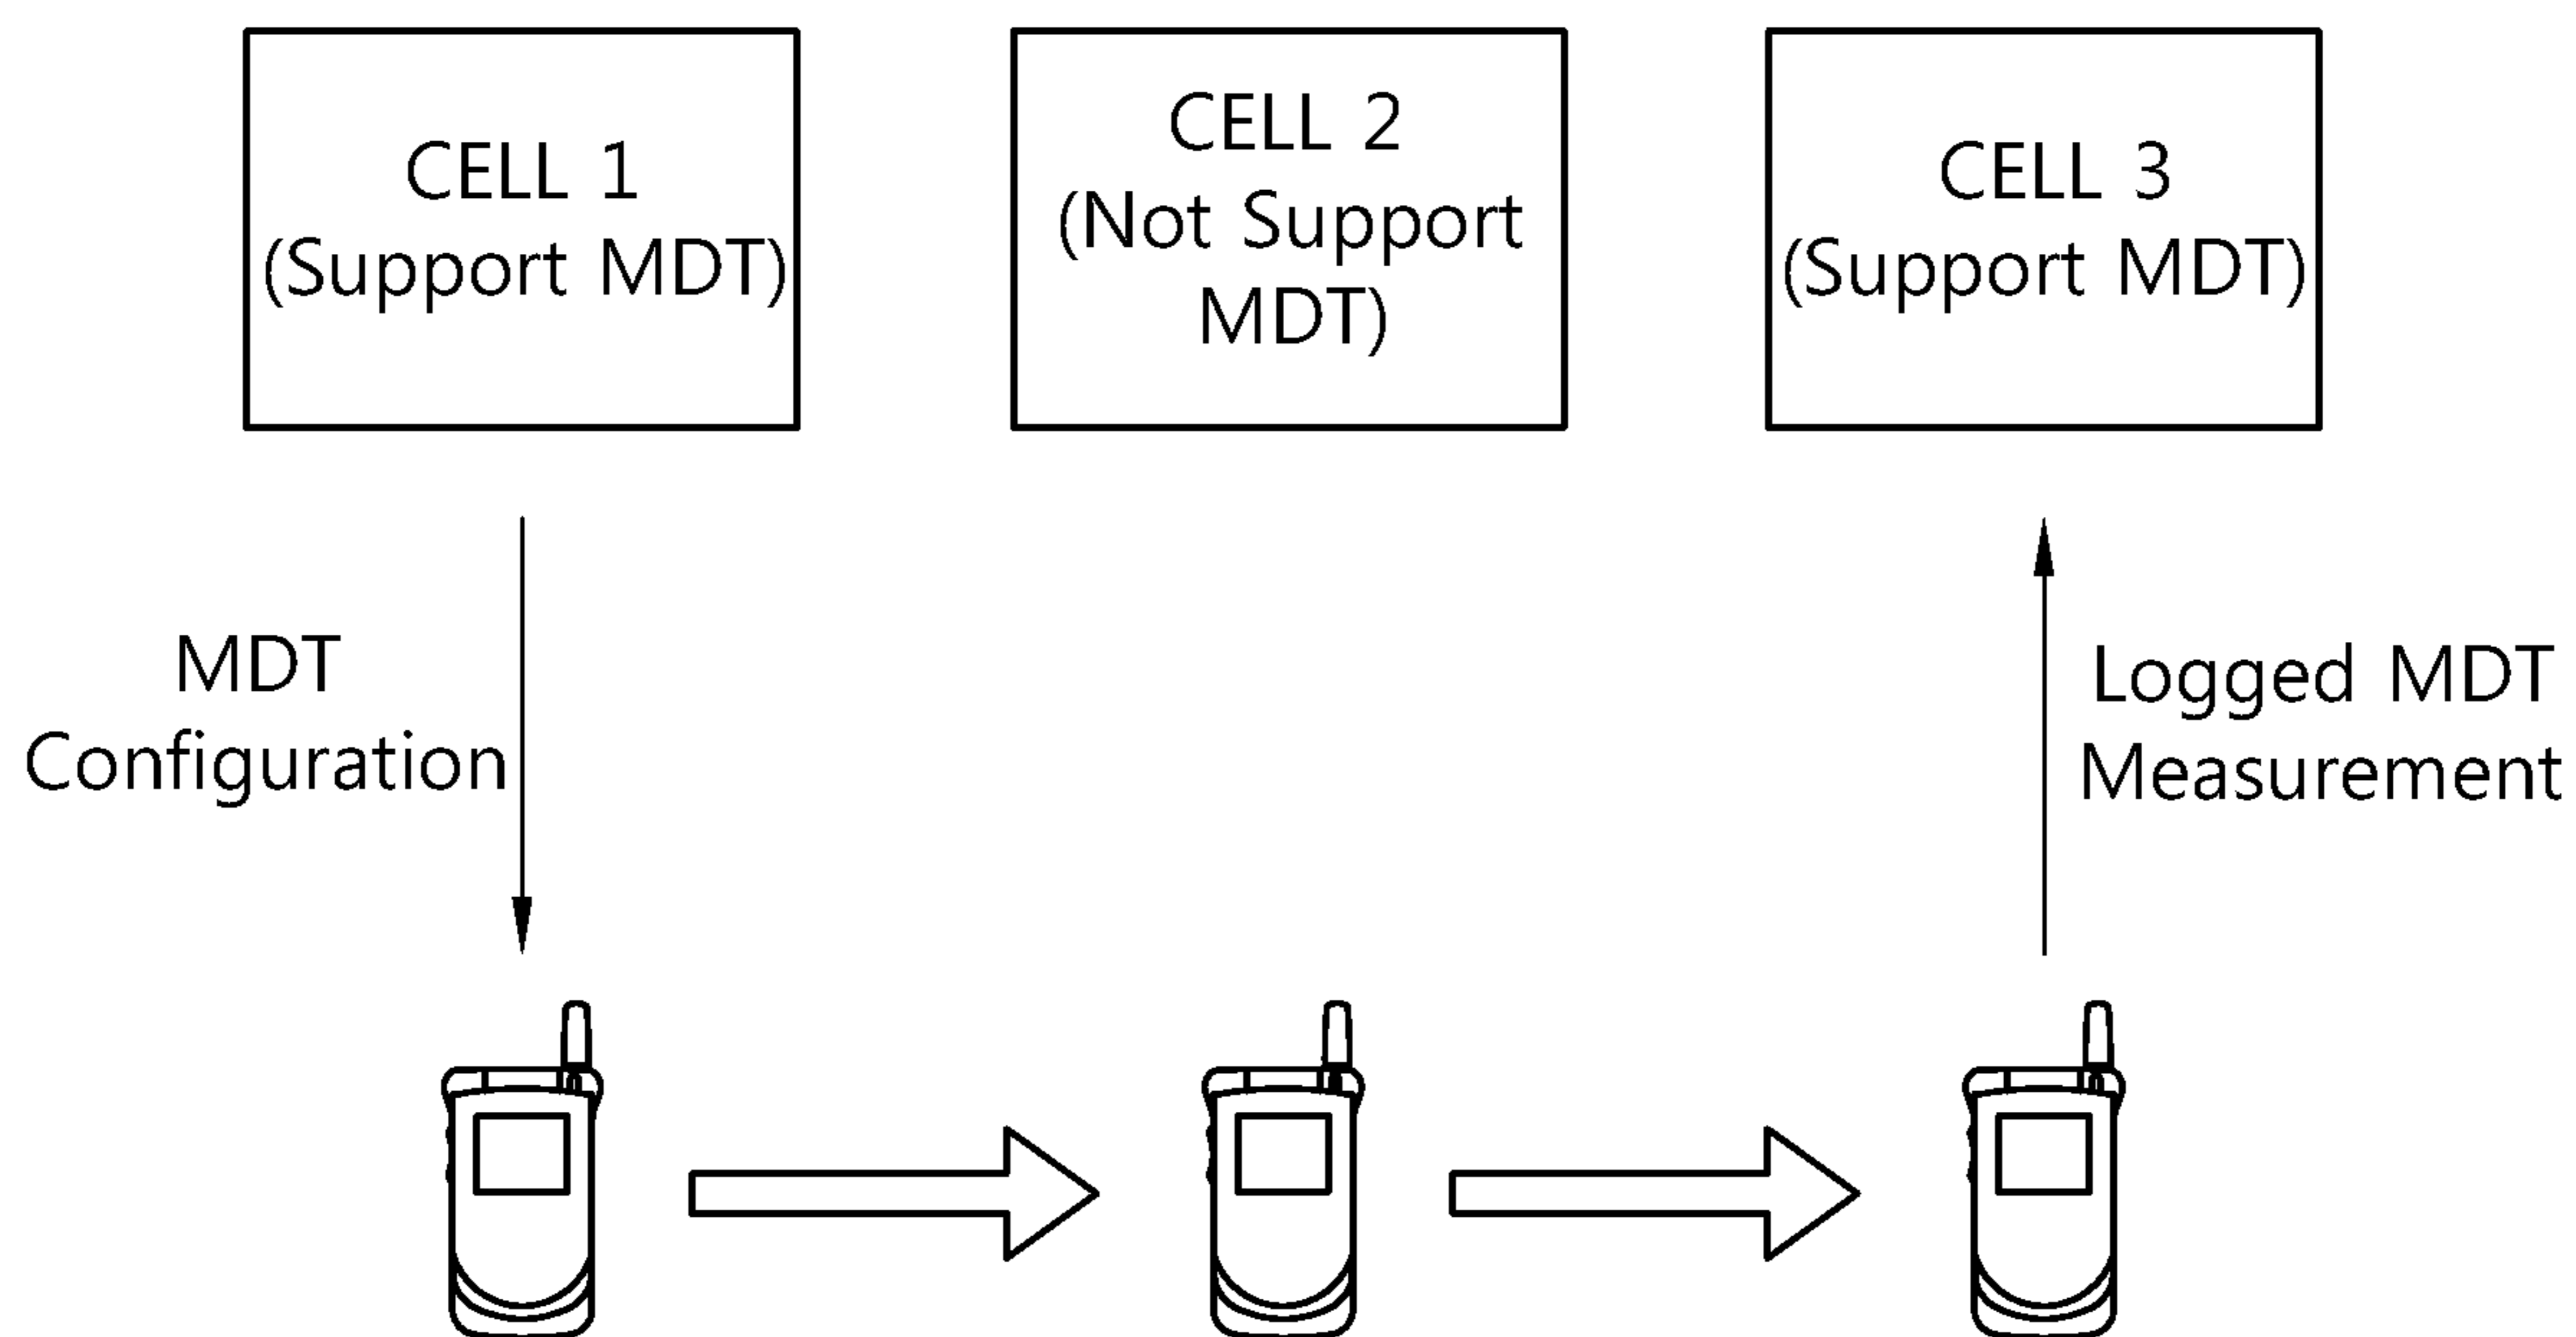 CELL 1
(Support MDT)
CELL 2
(Not Support
MDT)
CELL 3
(Support MDT)
MDT
Configuration
Logged MDT
Measurement